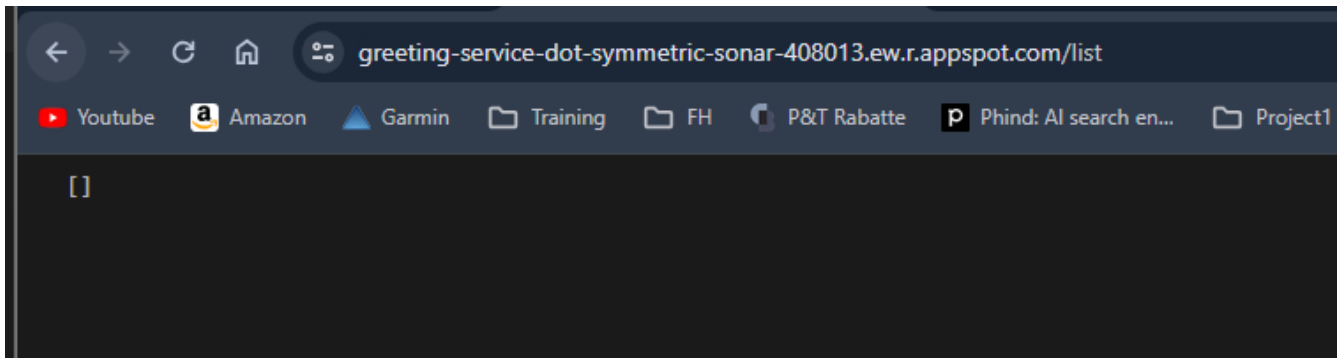 greeting-service-dot-symmetric-sonar-408013.ew.r.appspot.com/list
Youtube Amazon Garmin Training FH P&T Rabatte Phind: AI search en... Project1
[]